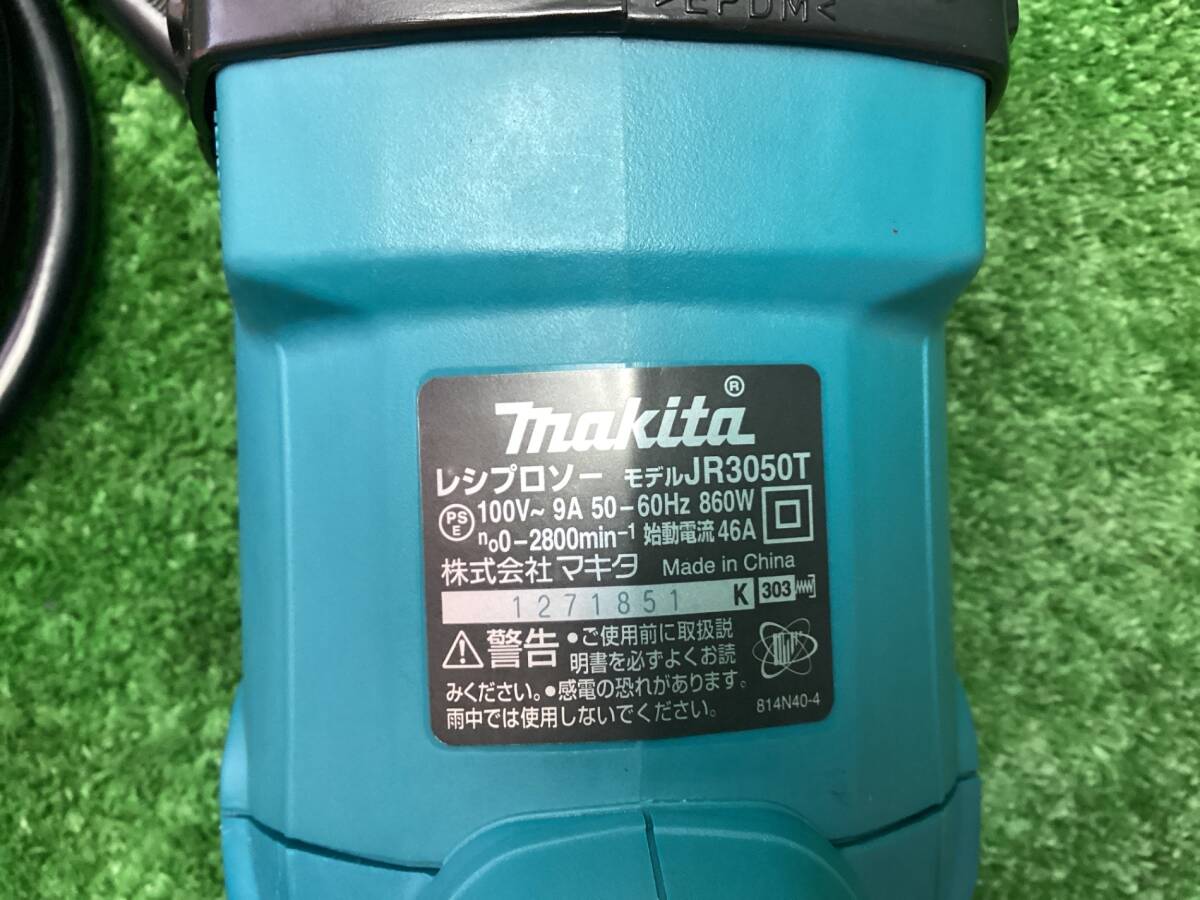 >EPDM<
makita®
レシプロソー モデルJR3050T
PS E 100V~ 9A 50-60Hz 860W
n₀0-2800min⁻¹ 始動電流 46A
株式会社 マキタ Made in China
1271851 K 303
⚠警告 •ご使用前に取扱説
明書を必ずよくお読
みください。•感電の恐れがあります。
雨中では使用しないでください。
814N40-4